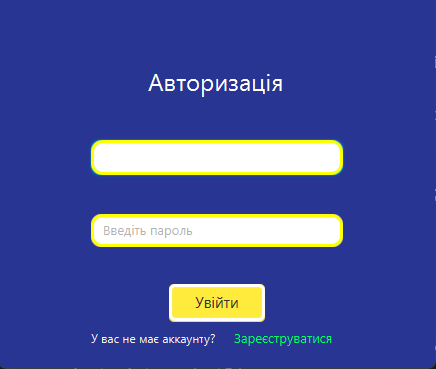 Авторизація
Введіть пароль
Увійти
У вас не має аккаунту? Зареєструватися